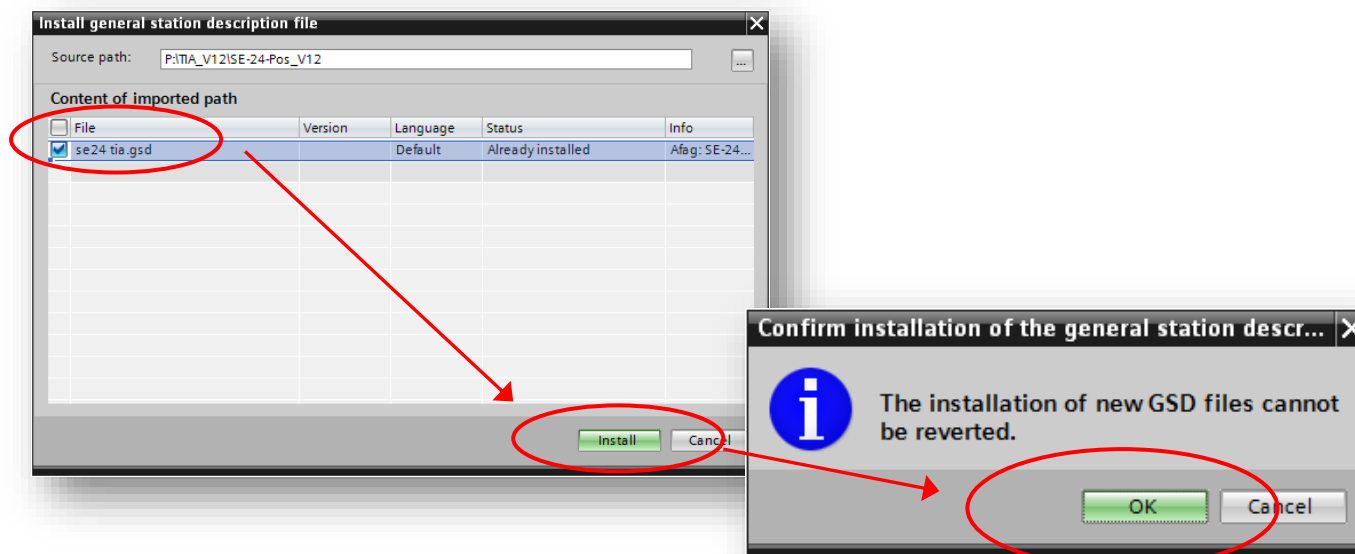 Install general station description file
Source path: P:\TIA_V12\SE-24-Pos_V12 ...
Content of imported path
File Version Language Status Info
se24 tia.gsd Default Already installed Afag: SE-24...
Install Cancel
Confirm installation of the general station descr...
The installation of new GSD files cannot
be reverted.
OK Cancel